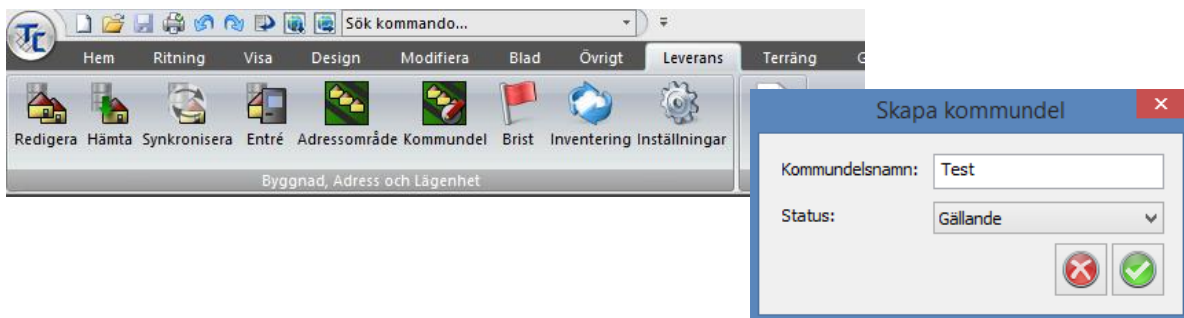 TC
Sök kommando...
Hem Ritning Visa Design Modifiera Blad Övrigt Leverans Terräng G
Redigera Hämta Synkronisera Entré Adressområde Kommundel Brist Inventering Inställningar
Byggnad, Adress och Lägenhet
Skapa kommundel
Kommundelsnamn: Test
Status: Gällande